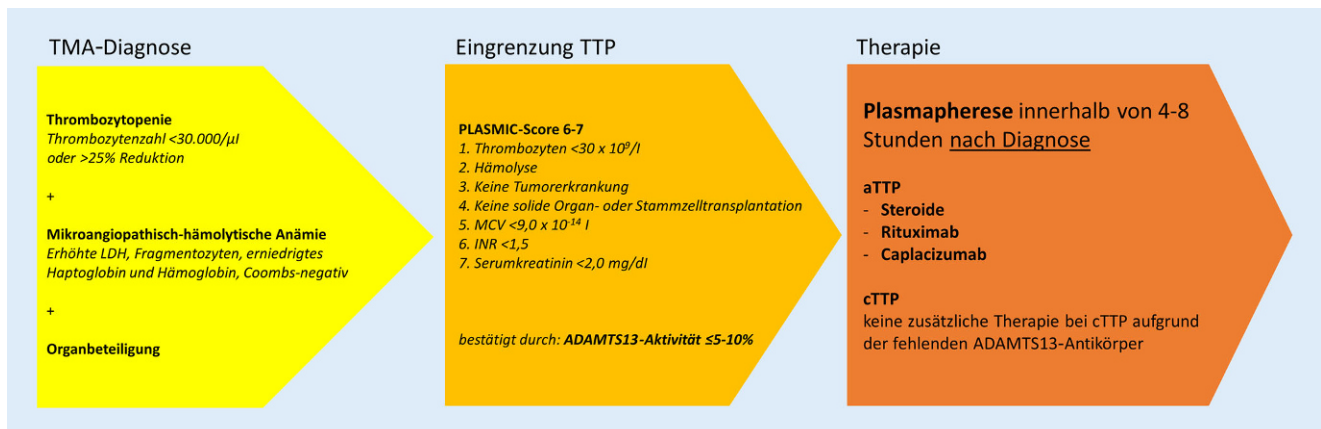 TMA-Diagnose
Thrombozytopenie
Thrombozytenzahl <30.000/µl
oder >25% Reduktion
+
Mikroangiopathisch-hämolytische Anämie
Erhöhte LDH, Fragmentozyten, erniedrigtes
Haptoglobin und Hämoglobin, Coombs-negativ
+
Organbeteiligung
Eingrenzung TTP
PLASMIC-Score 6-7
1. Thrombozyten <30 x 10⁹/l
2. Hämolyse
3. Keine Tumorerkrankung
4. Keine solide Organ- oder Stammzelltransplantation
5. MCV <9,0 x 10⁻¹⁴ l
6. INR <1,5
7. Serumkreatinin <2,0 mg/dl
bestätigt durch: ADAMTS13-Aktivität ≤5-10%
Therapie
Plasmapherese innerhalb von 4-8
Stunden nach Diagnose
aTTP
- Steroide
- Rituximab
- Caplacizumab
cTTP
keine zusätzliche Therapie bei cTTP aufgrund
der fehlenden ADAMTS13-Antikörper